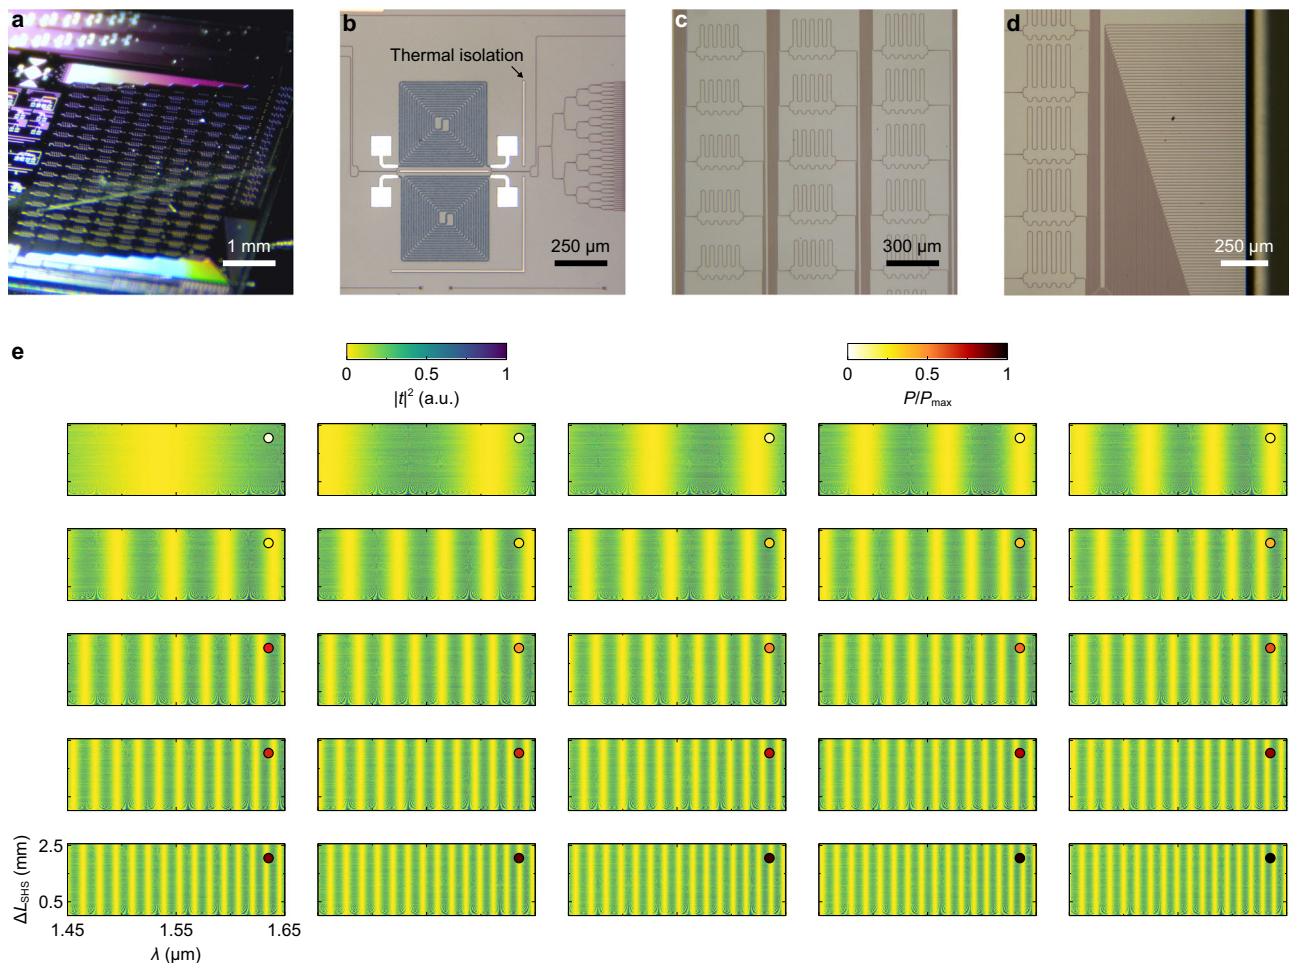 a
b
c
d
Thermal isolation
1 mm
250 μm
300 μm
250 μm
e
0 0.5 1
|t|² (a.u.)
0 0.5 1
P/Pmax
2.5
0.5
ΔLSHS (mm)
1.45 1.55 1.65
λ (μm)